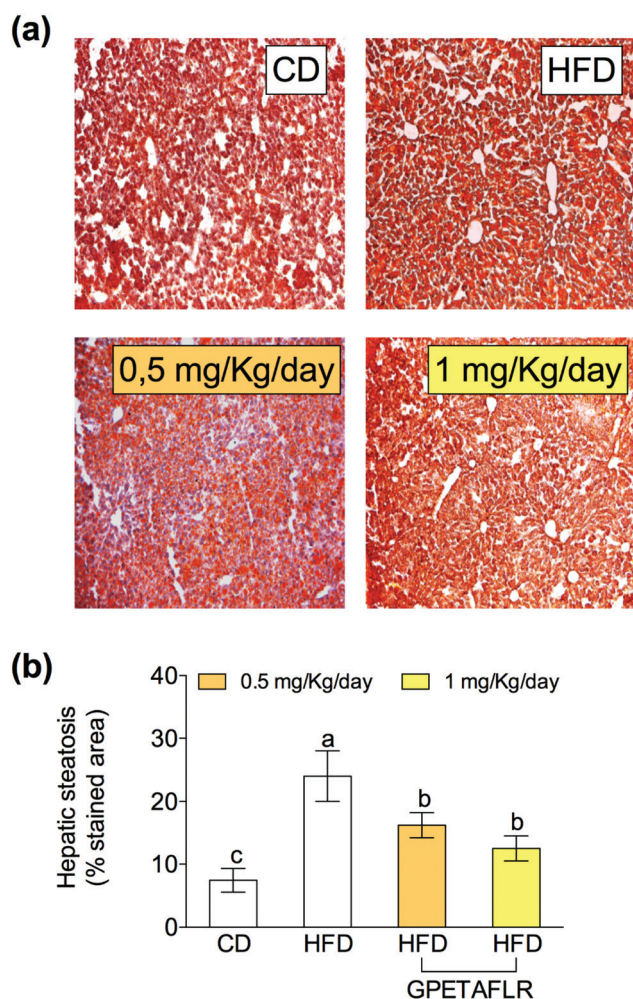 (a)
CD
HFD
0,5 mg/Kg/day
1 mg/Kg/day
(b)
Hepatic steatosis
(% stained area)
40
30
20
10
0
0.5 mg/Kg/day
1 mg/Kg/day
c
a
b
b
CD
HFD
HFD
HFD
GPETAFLR